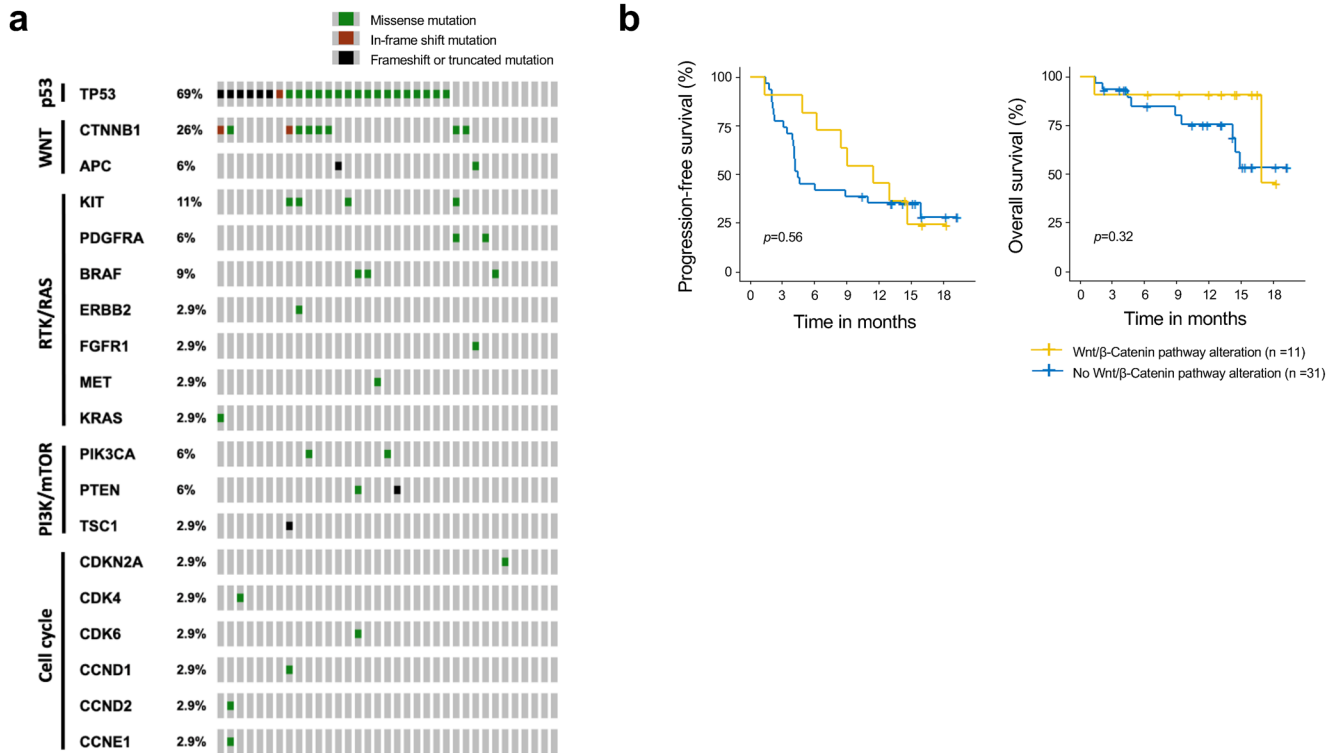 a
Missense mutation
In-frame shift mutation
Frameshift or truncated mutation
p53
TP53 69%
WNT
CTNNB1 26%
APC 6%
RTK/RAS
KIT 11%
PDGFRA 6%
BRAF 9%
ERBB2 2.9%
FGFR1 2.9%
MET 2.9%
KRAS 2.9%
PI3K/mTOR
PIK3CA 6%
PTEN 6%
TSC1 2.9%
Cell cycle
CDKN2A 2.9%
CDK4 2.9%
CDK6 2.9%
CCND1 2.9%
CCND2 2.9%
CCNE1 2.9%
b
Progression-free survival (%)
100
75
50
25
0
p=0.56
0 3 6 9 12 15 18
Time in months
Overall survival (%)
100
75
50
25
0
p=0.32
0 3 6 9 12 15 18
Time in months
Wnt/β-Catenin pathway alteration (n =11)
No Wnt/β-Catenin pathway alteration (n =31)